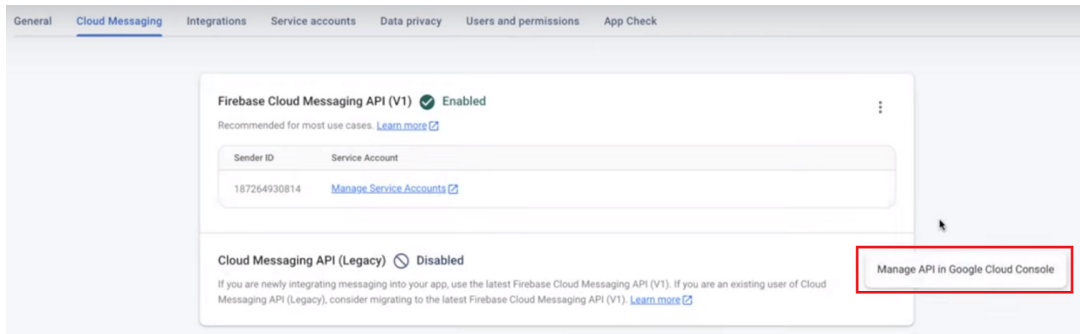 General Cloud Messaging Integrations Service accounts Data privacy Users and permissions App Check
Firebase Cloud Messaging API (V1) Enabled
Recommended for most use cases. Learn more
Sender ID Service Account
187264930814 Manage Service Accounts
Cloud Messaging API (Legacy) Disabled
Manage API in Google Cloud Console
If you are newly integrating messaging into your app, use the latest Firebase Cloud Messaging API (V1). If you are an existing user of Cloud
Messaging API (Legacy), consider migrating to the latest Firebase Cloud Messaging API (V1). Learn more